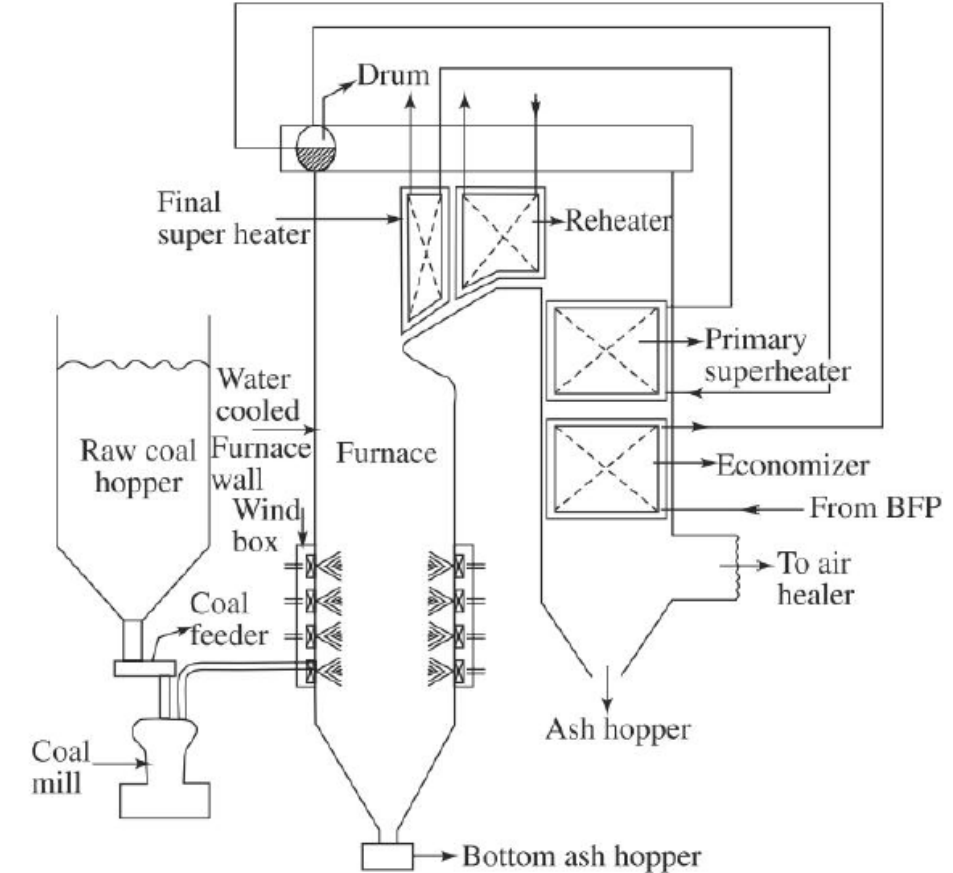 Drum
Final
super heater
Reheater
Primary
superheater
Water
cooled
Furnace
wall
Furnace
Raw coal
hopper
Economizer
From BFP
Wind
box
To air
healer
Coal
feeder
Ash hopper
Coal
mill
Bottom ash hopper